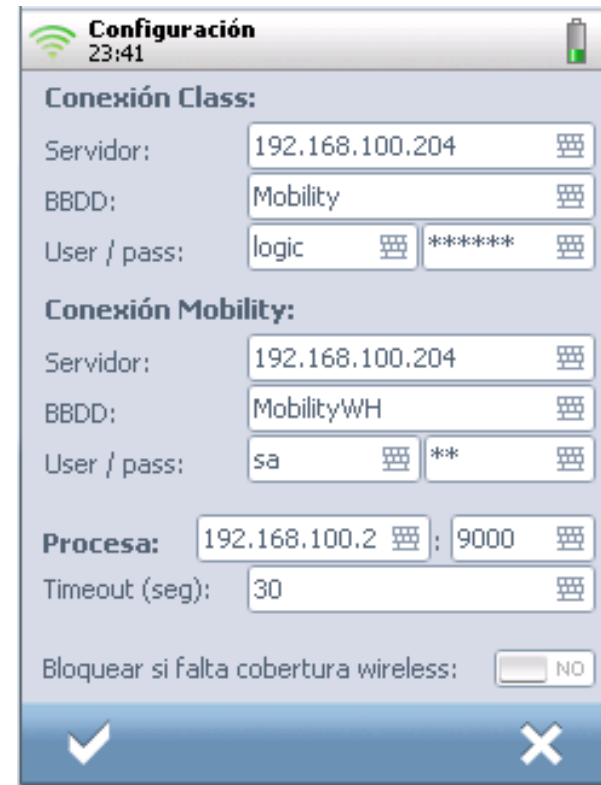 Configuración
23:41
Conexión Class:
Servidor: 192.168.100.204
BBDD: Mobility
User / pass: logic ******
Conexión Mobility:
Servidor: 192.168.100.204
BBDD: MobilityWH
User / pass: sa **
Procesa: 192.168.100.2 : 9000
Timeout (seg): 30
Bloquear si falta cobertura wireless: NO